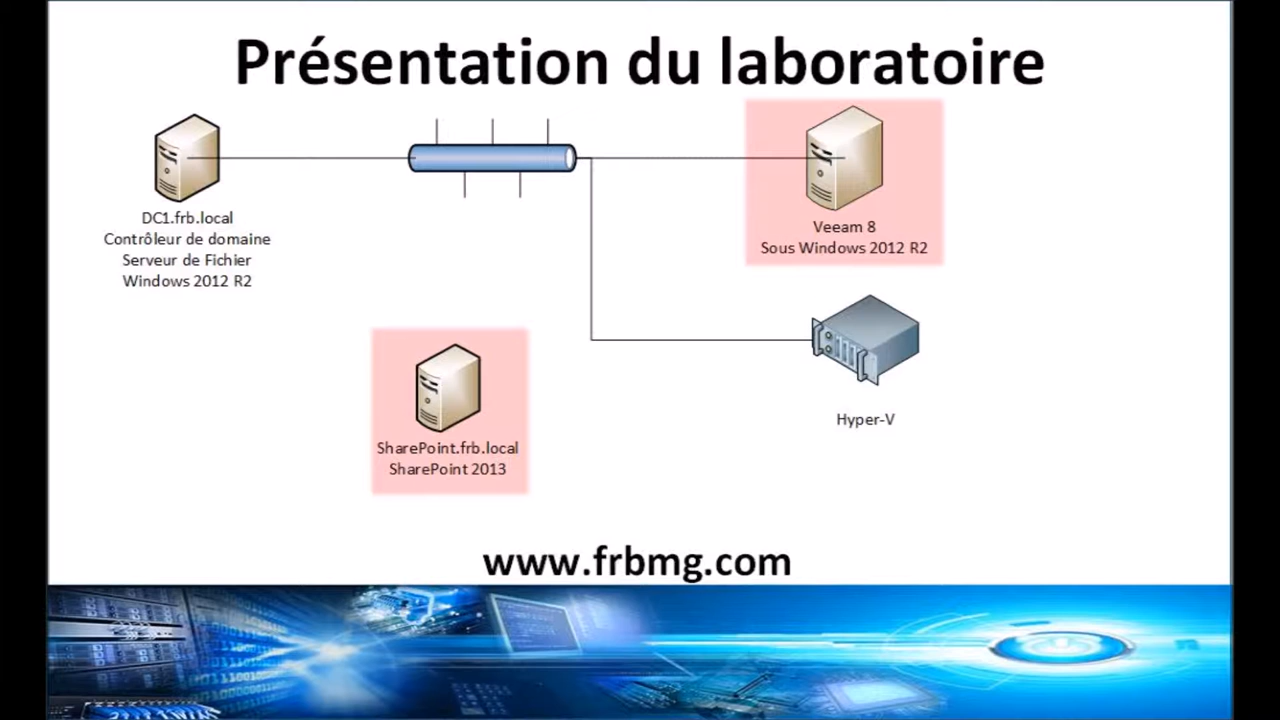 Présentation du laboratoire
DC1.frb.local
Contrôleur de domaine
Serveur de Fichier
Windows 2012 R2
Veeam 8
Sous Windows 2012 R2
SharePoint.frb.local
SharePoint 2013
Hyper-V
www.frbmg.com